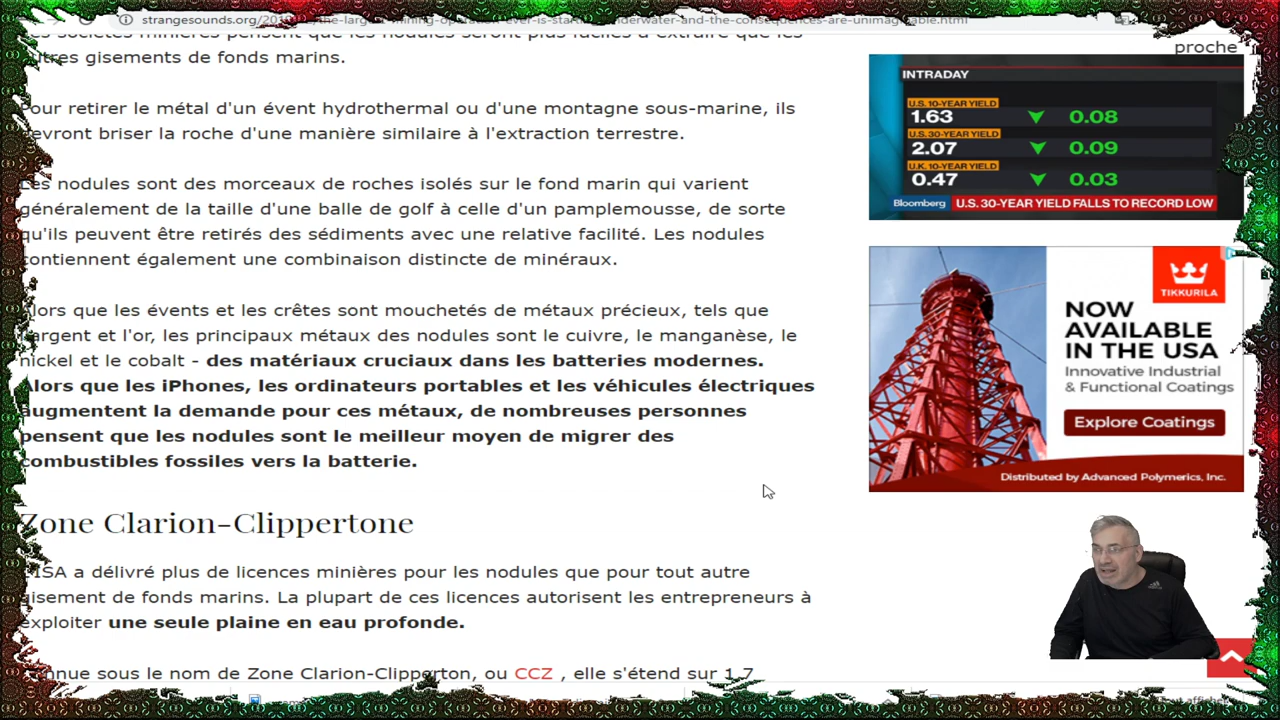 strangesounds.org/
sociétés minières pensent que les nodules seront plus faciles à extraire que les
autres gisements de fonds marins.
Pour retirer le métal d'un évent hydrothermal ou d'une montagne sous-marine, ils
devront briser la roche d'une manière similaire à l'extraction terrestre.
Les nodules sont des morceaux de roches isolés sur le fond marin qui varient
généralement de la taille d'une balle de golf à celle d'un pamplemousse, de sorte
qu'ils peuvent être retirés des sédiments avec une relative facilité. Les nodules
contiennent également une combinaison distincte de minéraux.
Alors que les évents et les crêtes sont mouchetés de métaux précieux, tels que
l'argent et l'or, les principaux métaux des nodules sont le cuivre, le manganèse, le
nickel et le cobalt - des matériaux cruciaux dans les batteries modernes.
Alors que les iPhones, les ordinateurs portables et les véhicules électriques
augmentent la demande pour ces métaux, de nombreuses personnes
pensent que les nodules sont le meilleur moyen de migrer des
combustibles fossiles vers la batterie.
Zone Clarion-Clippertone
L'ISA a délivré plus de licences minières pour les nodules que pour tout autre
gisement de fonds marins. La plupart de ces licences autorisent les entrepreneurs à
exploiter une seule plaine en eau profonde.
Connue sous le nom de Zone Clarion-Clipperton, ou CCZ , elle s'étend sur 1,7
proche
INTRADAY
U.S. 10-YEAR YIELD
1.63 0.08
U.S. 30-YEAR YIELD
2.07 0.09
U.K. 10-YEAR YIELD
0.47 0.03
Bloomberg U.S. 30-YEAR YIELD FALLS TO RECORD LOW
TIKKURILA
NOW
AVAILABLE
IN THE USA
Innovative Industrial
& Functional Coatings
Explore Coatings
Distributed by Advanced Polymerics, Inc.